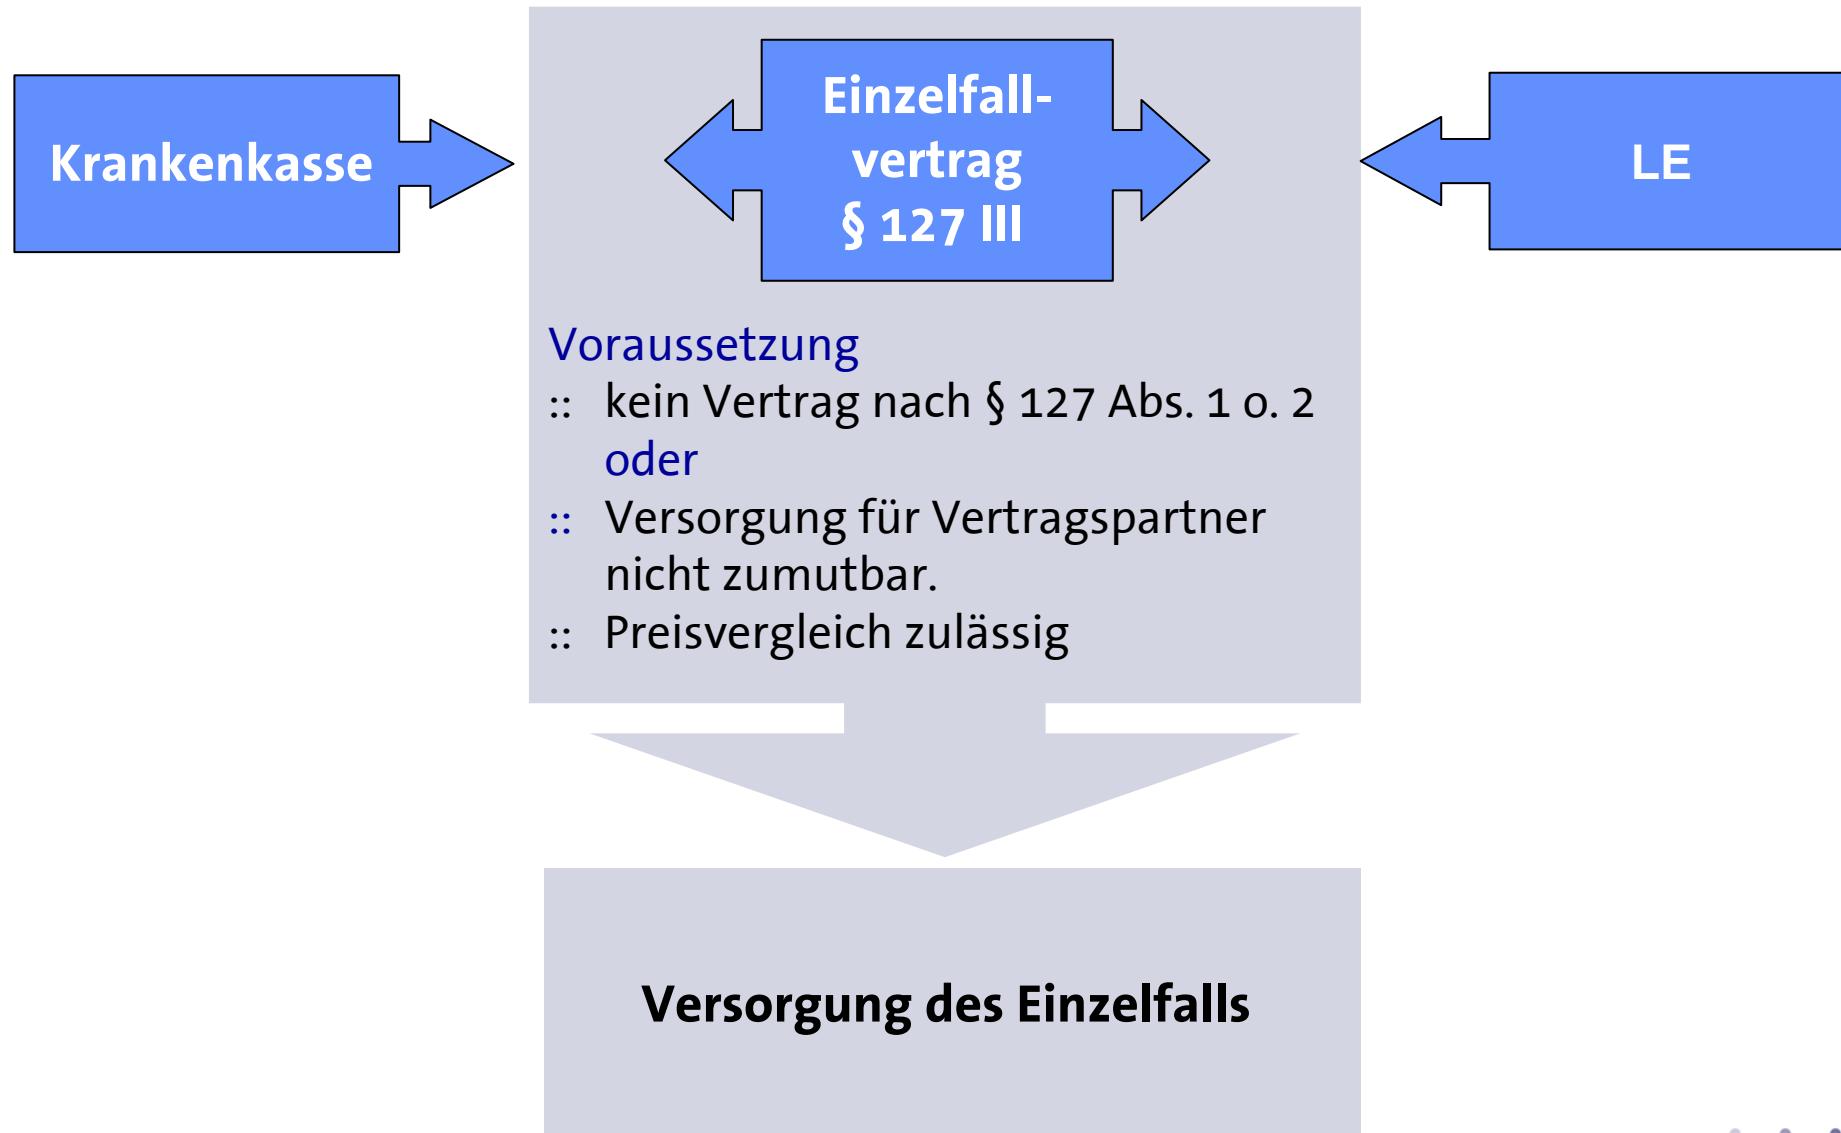 Krankenkasse
Einzelfall-
vertrag
§ 127 III
LE
Voraussetzung
:: kein Vertrag nach § 127 Abs. 1 o. 2
oder
:: Versorgung für Vertragspartner
nicht zumutbar.
:: Preisvergleich zulässig
Versorgung des Einzelfalls